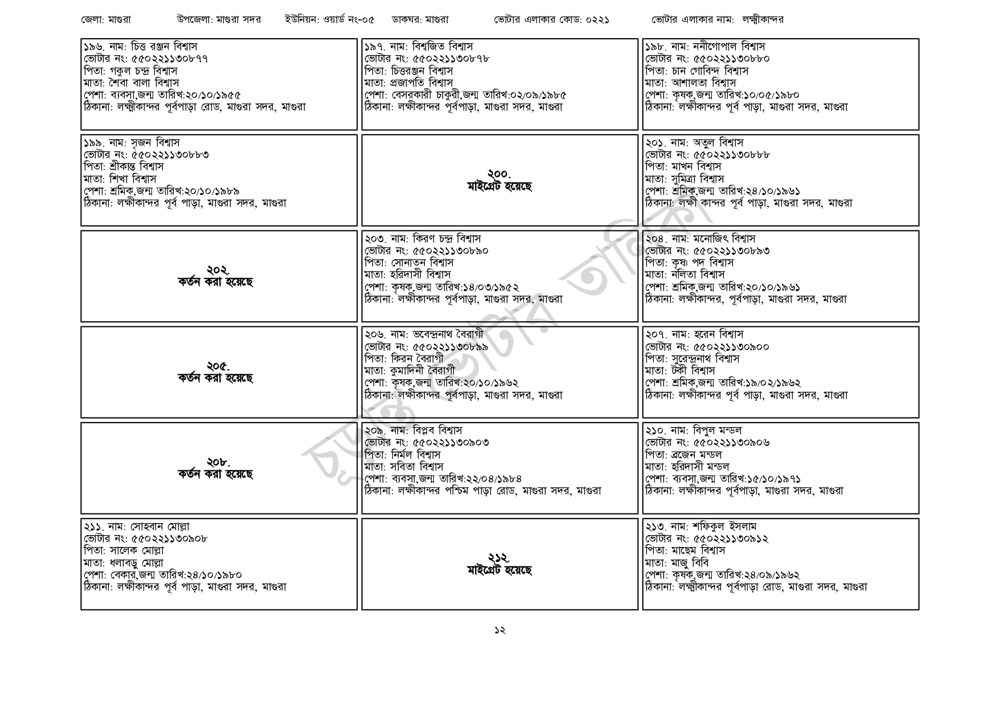 জেলা: মাগুরা উপজেলা: মাগুরা সদর ইউনিয়ন: ওয়ার্ড নং-০৫ ডাকঘর: মাগুরা ভোটার এলাকার কোড: ০২২১ ভোটার এলাকার নাম: লক্ষ্মীকান্দর
১৯৬. নাম: চিত্ত রঞ্জন বিশ্বাস
ভোটার নং: ৫৫০২২১১৩০৮৭৭
পিতা: গকুল চন্দ্র বিশ্বাস
মাতা: শৈবা বালা বিশ্বাস
পেশা: ব্যবসা,জন্ম তারিখ:২০/১০/১৯৫৫
ঠিকানা: লক্ষ্মীকান্দর পূর্বপাড়া রোড, মাগুরা সদর, মাগুরা
১৯৭. নাম: বিশ্বজিত বিশ্বাস
ভোটার নং: ৫৫০২২১১৩০৮৭৮
পিতা: চিত্তরঞ্জন বিশ্বাস
মাতা: প্রজাপতি বিশ্বাস
পেশা: বেসরকারী চাকুরী,জন্ম তারিখ:০২/০৯/১৯৮৫
ঠিকানা: লক্ষীকান্দর পূর্বপাড়া, মাগুরা সদর, মাগুরা
১৯৮. নাম: ননীগোপাল বিশ্বাস
ভোটার নং: ৫৫০২২১১৩০৮৮০
পিতা: চান গোবিন্দ বিশ্বাস
মাতা: আশালতা বিশ্বাস
পেশা: কৃষক,জন্ম তারিখ:১০/০৫/১৯৮০
ঠিকানা: লক্ষীকান্দর পূর্ব পাড়া, মাগুরা সদর, মাগুরা
১৯৯. নাম: সৃজন বিশ্বাস
ভোটার নং: ৫৫০২২১১৩০৮৮৩
পিতা: শ্রীকান্ত বিশ্বাস
মাতা: শিখা বিশ্বাস
পেশা: শ্রমিক,জন্ম তারিখ:২০/১০/১৯৮৯
ঠিকানা: লক্ষীকান্দর পূর্ব পাড়া, মাগুরা সদর, মাগুরা
২০০.
মাইগ্রেট হয়েছে
২০১. নাম: অতুল বিশ্বাস
ভোটার নং: ৫৫০২২১১৩০৮৮৮
পিতা: মাখন বিশ্বাস
মাতা: সুমিত্রা বিশ্বাস
পেশা: শ্রমিক,জন্ম তারিখ:২৪/১০/১৯৬১
ঠিকানা: লক্ষী কান্দর পূর্ব পাড়া, মাগুরা সদর, মাগুরা
২০২.
কর্তন করা হয়েছে
২০৩. নাম: কিরণ চন্দ্র বিশ্বাস
ভোটার নং: ৫৫০২২১১৩০৮৯০
পিতা: সোনাতন বিশ্বাস
মাতা: হরিদাসী বিশ্বাস
পেশা: কৃষক,জন্ম তারিখ:১৪/০৩/১৯৫২
ঠিকানা: লক্ষীকান্দর পূর্বপাড়া, মাগুরা সদর, মাগুরা
২০৪. নাম: মনোজিৎ বিশ্বাস
ভোটার নং: ৫৫০২২১১৩০৮৯৩
পিতা: কৃষ্ণ পদ বিশ্বাস
মাতা: নলিতা বিশ্বাস
পেশা: শ্রমিক,জন্ম তারিখ:২০/১০/১৯৬১
ঠিকানা: লক্ষীকান্দর, পূর্বপাড়া, মাগুরা সদর, মাগুরা
২০৫.
কর্তন করা হয়েছে
২০৬. নাম: ভবেন্দ্রনাথ বৈরাগী
ভোটার নং: ৫৫০২২১১৩০৮৯৯
পিতা: কিরন বৈরাগী
মাতা: কুমাদিনী বৈরাগী
পেশা: কৃষক,জন্ম তারিখ:২০/১০/১৯৬২
ঠিকানা: লক্ষীকান্দর পূর্বপাড়া, মাগুরা সদর, মাগুরা
২০৭. নাম: হরেন বিশ্বাস
ভোটার নং: ৫৫০২২১১৩০৯০০
পিতা: সুরেন্দ্রনাথ বিশ্বাস
মাতা: টকী বিশ্বাস
পেশা: শ্রমিক,জন্ম তারিখ:১৯/০২/১৯৬২
ঠিকানা: লক্ষীকান্দর পূর্ব পাড়া, মাগুরা সদর, মাগুরা
২০৮.
কর্তন করা হয়েছে
২০৯. নাম: বিপ্লব বিশ্বাস
ভোটার নং: ৫৫০২২১১৩০৯০৩
পিতা: নির্মল বিশ্বাস
মাতা: সবিতা বিশ্বাস
পেশা: ব্যবসা,জন্ম তারিখ:২২/০৪/১৯৮৪
ঠিকানা: লক্ষীকান্দর পশ্চিম পাড়া রোড, মাগুরা সদর, মাগুরা
২১০. নাম: বিপুল মন্ডল
ভোটার নং: ৫৫০২২১১৩০৯০৬
পিতা: ব্রজেন মন্ডল
মাতা: হরিদাসী মন্ডল
পেশা: ব্যবসা,জন্ম তারিখ:১৫/১০/১৯৭১
ঠিকানা: লক্ষীকান্দর পূর্বপাড়া, মাগুরা সদর, মাগুরা
২১১. নাম: সোহবান মোল্লা
ভোটার নং: ৫৫০২২১১৩০৯০৮
পিতা: সালেক মোল্লা
মাতা: ধলাবড়ু মোল্লা
পেশা: বেকার,জন্ম তারিখ:২৪/১০/১৯৮০
ঠিকানা: লক্ষীকান্দর পূর্ব পাড়া, মাগুরা সদর, মাগুরা
২১২.
মাইগ্রেট হয়েছে
২১৩. নাম: শফিকুল ইসলাম
ভোটার নং: ৫৫০২২১১৩০৯১২
পিতা: মাছেম বিশ্বাস
মাতা: মাজু বিবি
পেশা: কৃষক,জন্ম তারিখ:২৪/০৯/১৯৬২
ঠিকানা: লক্ষ্মীকান্দর পূর্বপাড়া রোড, মাগুরা সদর, মাগুরা
চূড়ান্ত ভোটার তালিকা
১২